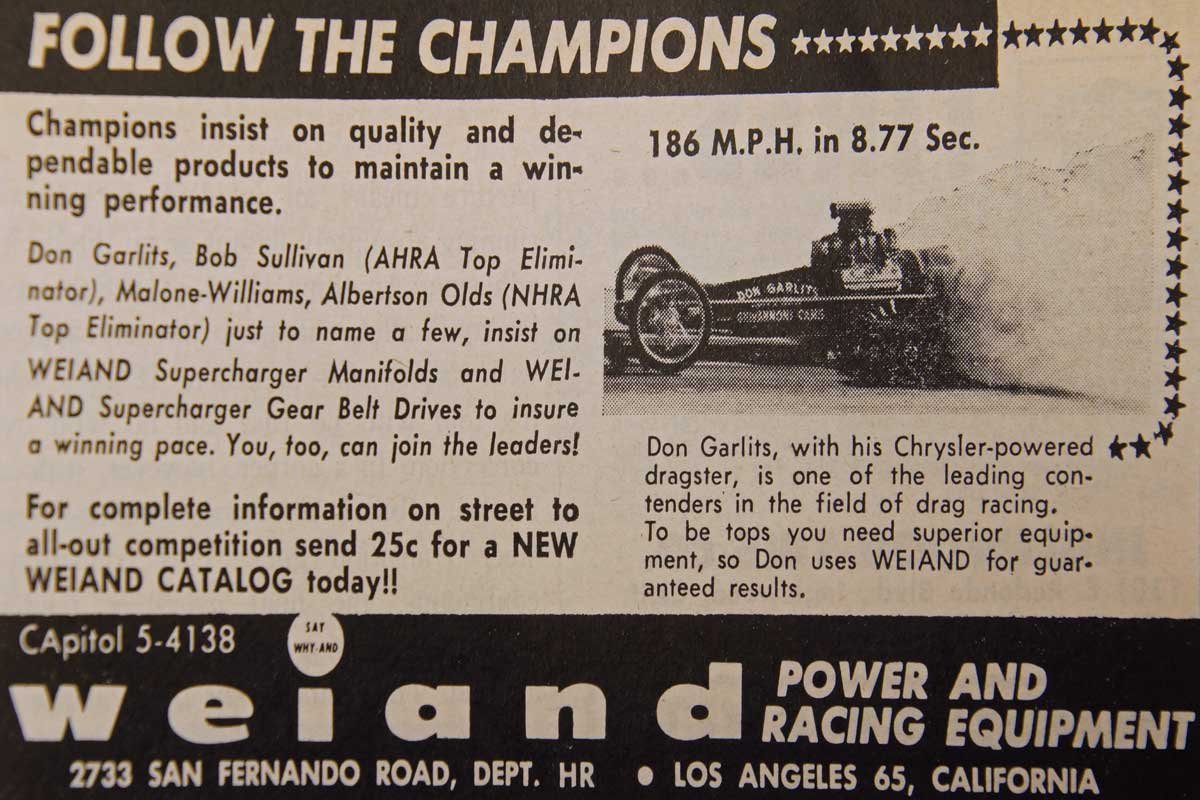 FOLLOW THE CHAMPIONS
Champions insist on quality and de-
pendable products to maintain a win-
ning performance.
Don Garlits, Bob Sullivan (AHRA Top Elimi-
nator), Malone-Williams, Albertson Olds (NHRA
Top Eliminator) just to name a few, insist on
WEIAND Supercharger Manifolds and WEI-
AND Supercharger Gear Belt Drives to insure
a winning pace. You, too, can join the leaders!
For complete information on street to
all-out competition send 25c for a NEW
WEIAND CATALOG today!!
186 M.P.H. in 8.77 Sec.
DON GARLITS
Don Garlits, with his Chrysler-powered
dragster, is one of the leading con-
tenders in the field of drag racing.
To be tops you need superior equip-
ment, so Don uses WEIAND for guar-
anteed results.
CApitol 5-4138
SAY
WHY-AND
weiand
POWER AND
RACING EQUIPMENT
2733 SAN FERNANDO ROAD, DEPT. HR • LOS ANGELES 65, CALIFORNIA